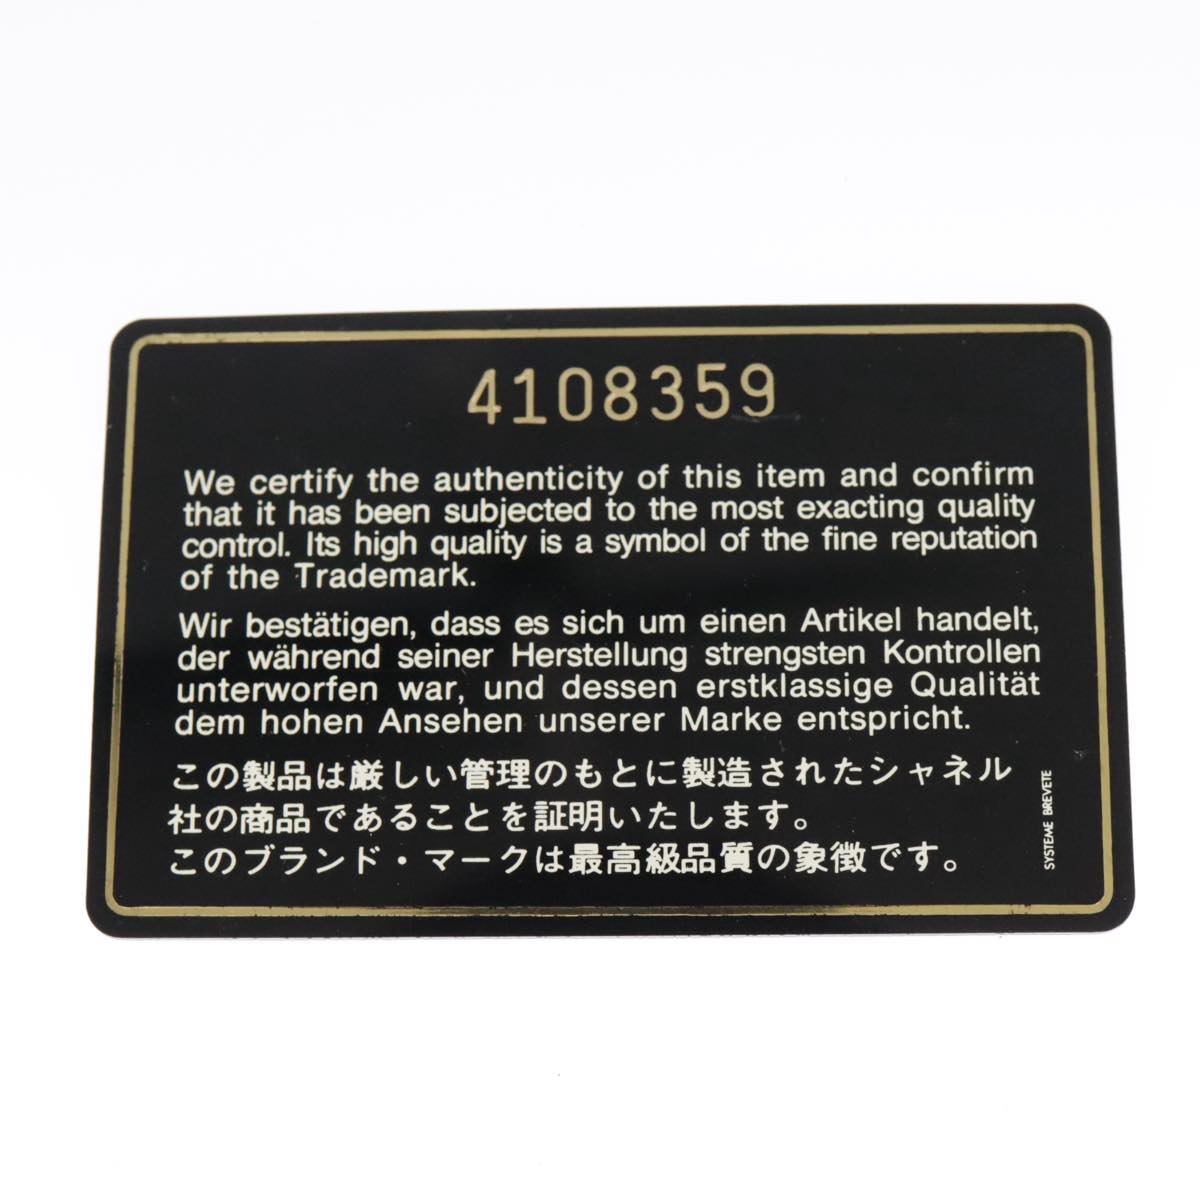 4108359
We certify the authenticity of this item and confirm
that it has been subjected to the most exacting quality
control. Its high quality is a symbol of the fine reputation
of the Trademark.
Wir bestätigen, dass es sich um einen Artikel handelt,
der während seiner Herstellung strengsten Kontrollen
unterworfen war, und dessen erstklassige Qualität
dem hohen Ansehen unserer Marke entspricht.
この製品は厳しい管理のもとに製造されたシャネル
社の商品であることを証明いたします。
このブランド・マークは最高級品質の象徴です。
SYSTEME BREVETE